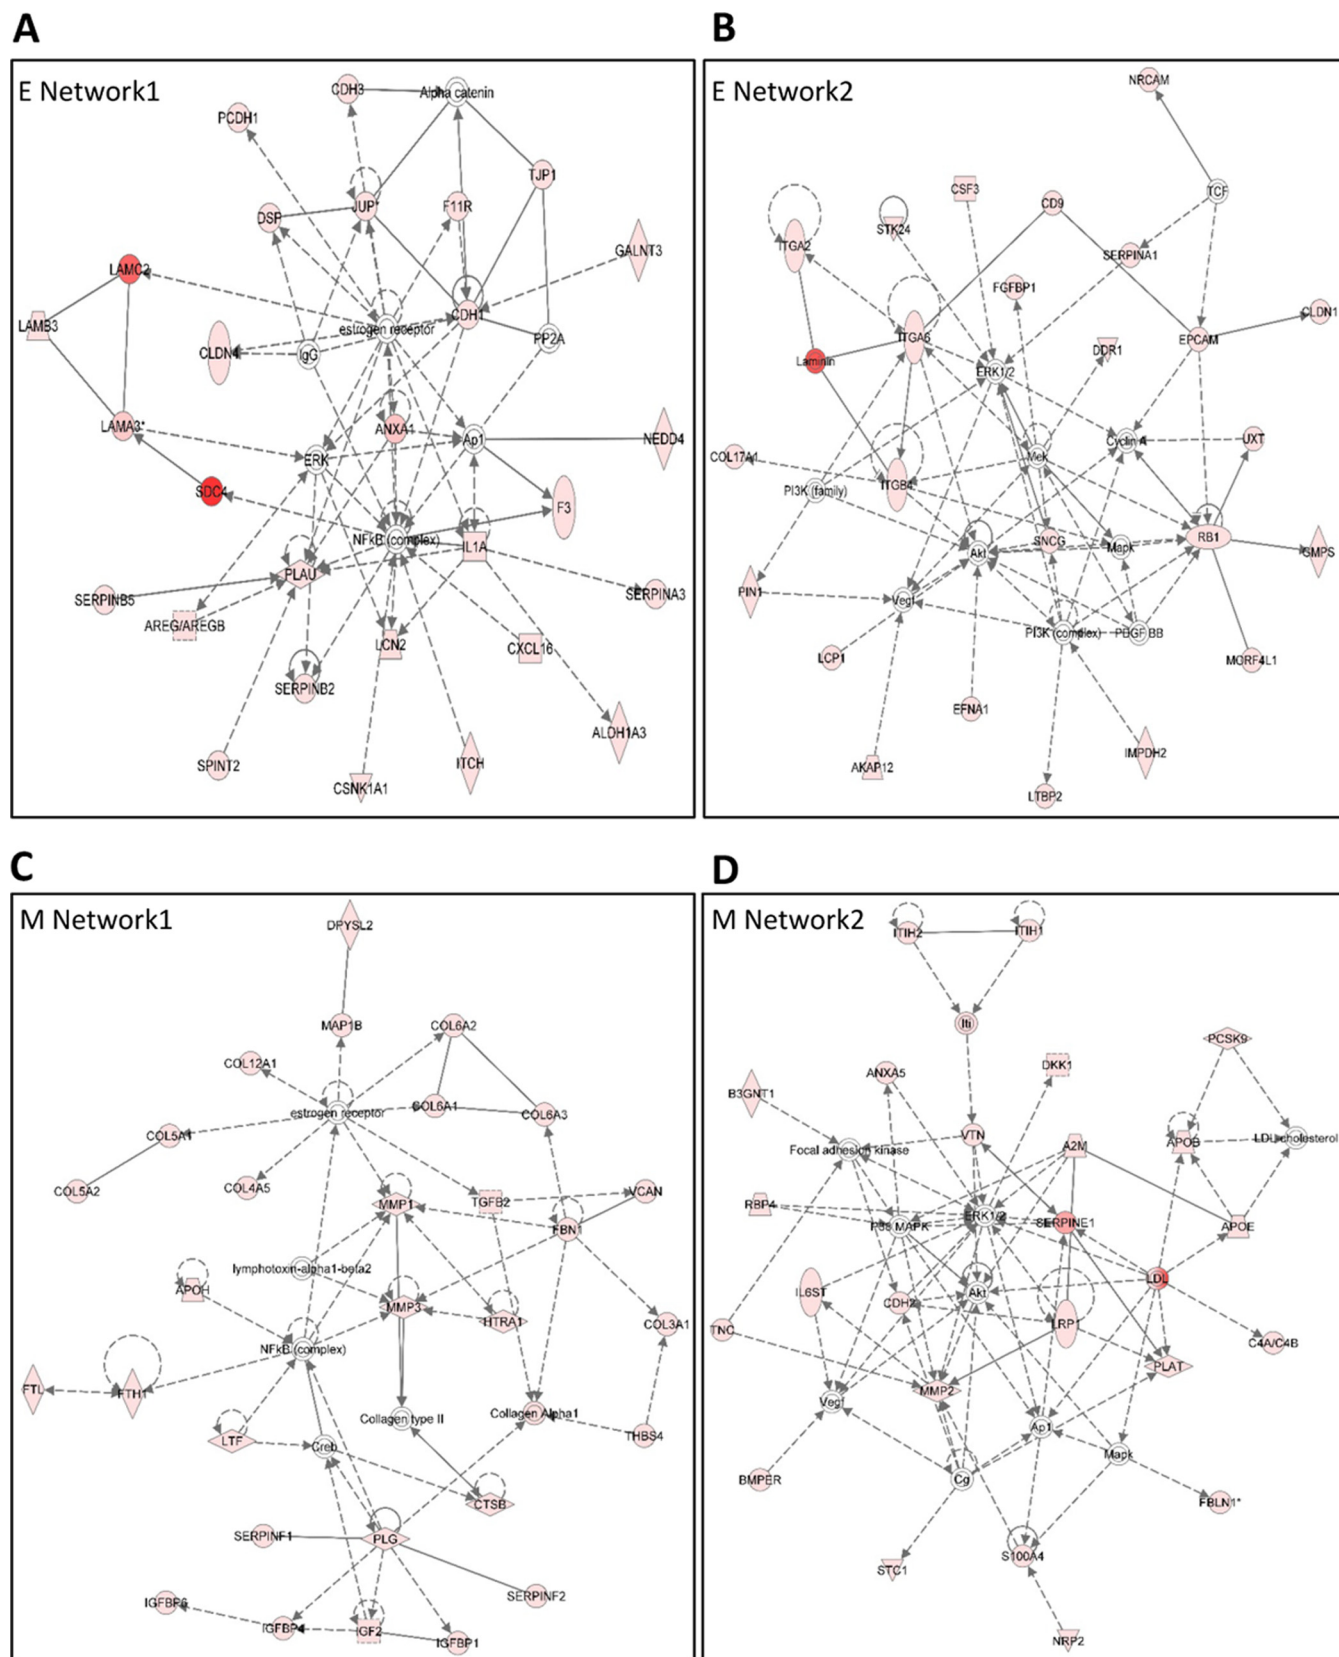 A
B
E Network1
E Network2
CDH3
Alpha catenin
PCDH1
TJP1
DSP
JUP*
F11R
GALNT3
LAMC2
LAMB3
estrogen receptor
CDH1
PP2A
CLDN4
IgG
LAMA3*
ANXA1
Ap1
NEDD4
ERK
SDC4
F3
NFkB (complex)
IL1A
PLAU
SERPINB5
SERPINA3
AREG/AREGB
LCN2
CXCL16
SERPINB2
ALDH1A3
SPINT2
ITCH
CSNK1A1
NRCAM
TCF
CSF3
CD9
STK24
ITGA2
SERPINA1
FGFBP1
CLDN1
ITGA6
EPCAM
Laminin
DDR1
ERK1/2
Cyclin A
UXT
COL17A1
Mek
PI3K (family)
ITGB4
RB1
SNCG
Mapk
Akt
GMPS
PIN1
Vegf
PI3K (complex)
PDGF BB
LCP1
MORF4L1
EFNA1
IMPDH2
AKAP12
LTBP2
C
D
M Network1
M Network2
DPYSL2
MAP1B
COL6A2
COL12A1
estrogen receptor
COL6A1
COL6A3
COL5A1
COL5A2
COL4A5
MMP1
TGFB2
VCAN
FBN1
lymphotoxin-alpha1-beta2
APOH
MMP3
HTRA1
COL3A1
NFkB (complex)
FTL
FTH1
Collagen type II
Collagen Alpha1
LTF
Creb
THBS4
CTSB
SERPINF1
PLG
SERPINF2
IGFBP6
IGFBP4
IGF2
IGFBP1
ITIH2
ITIH1
Iti
PCSK9
ANXA5
DKK1
B3GNT1
VTN
A2M
APOB
LDL-cholesterol
Focal adhesion kinase
RBP4
P38 MAPK
ERK1/2
SERPINE1
APOE
LDL
IL6ST
CDH2
Akt
LRP1
TNC
C4A/C4B
PLAT
MMP2
Vegf
Ap1
Mapk
BMPER
Cg
FBLN1*
S100A4
STC1
NRP2